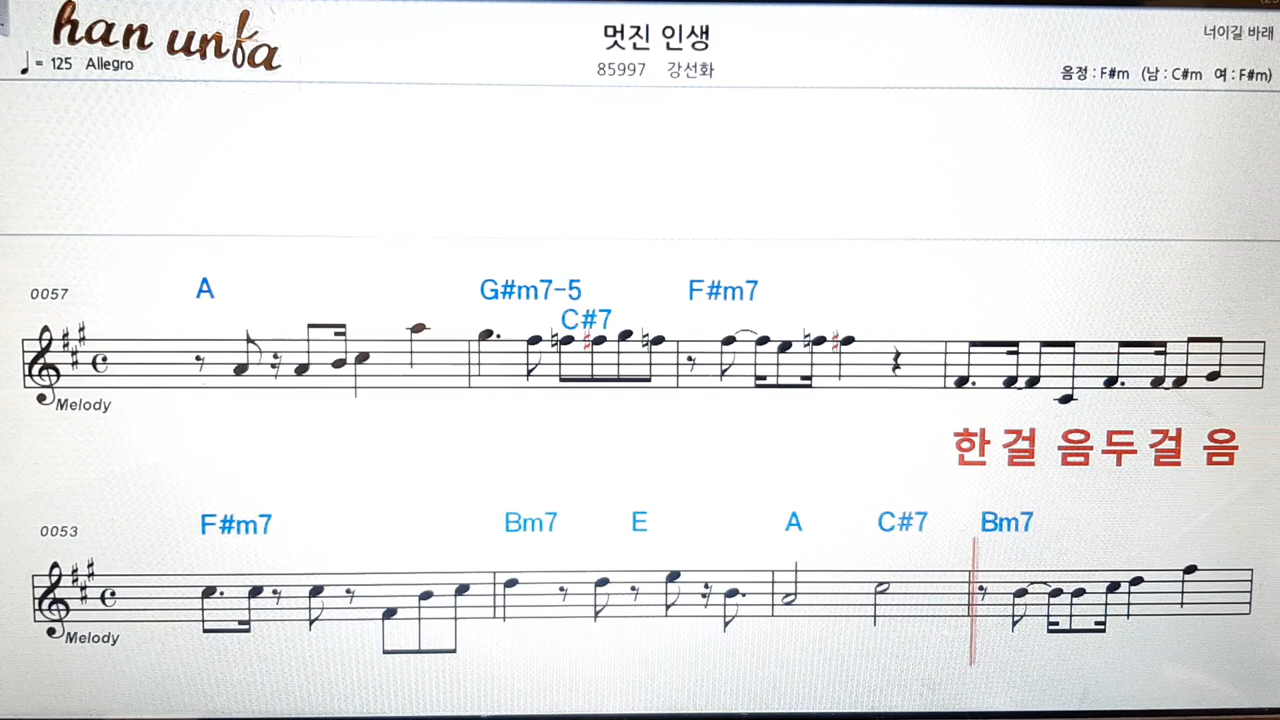 han unfa
멋진 인생
너이길 바래
♩ = 125 Allegro
85997 강선화
음정 : F#m (남 : C#m 여 : F#m)
0057 A G#m7-5 C#7 F#m7
Melody
한 걸 음 두 걸 음
0053 F#m7 Bm7 E A C#7 Bm7
Melody